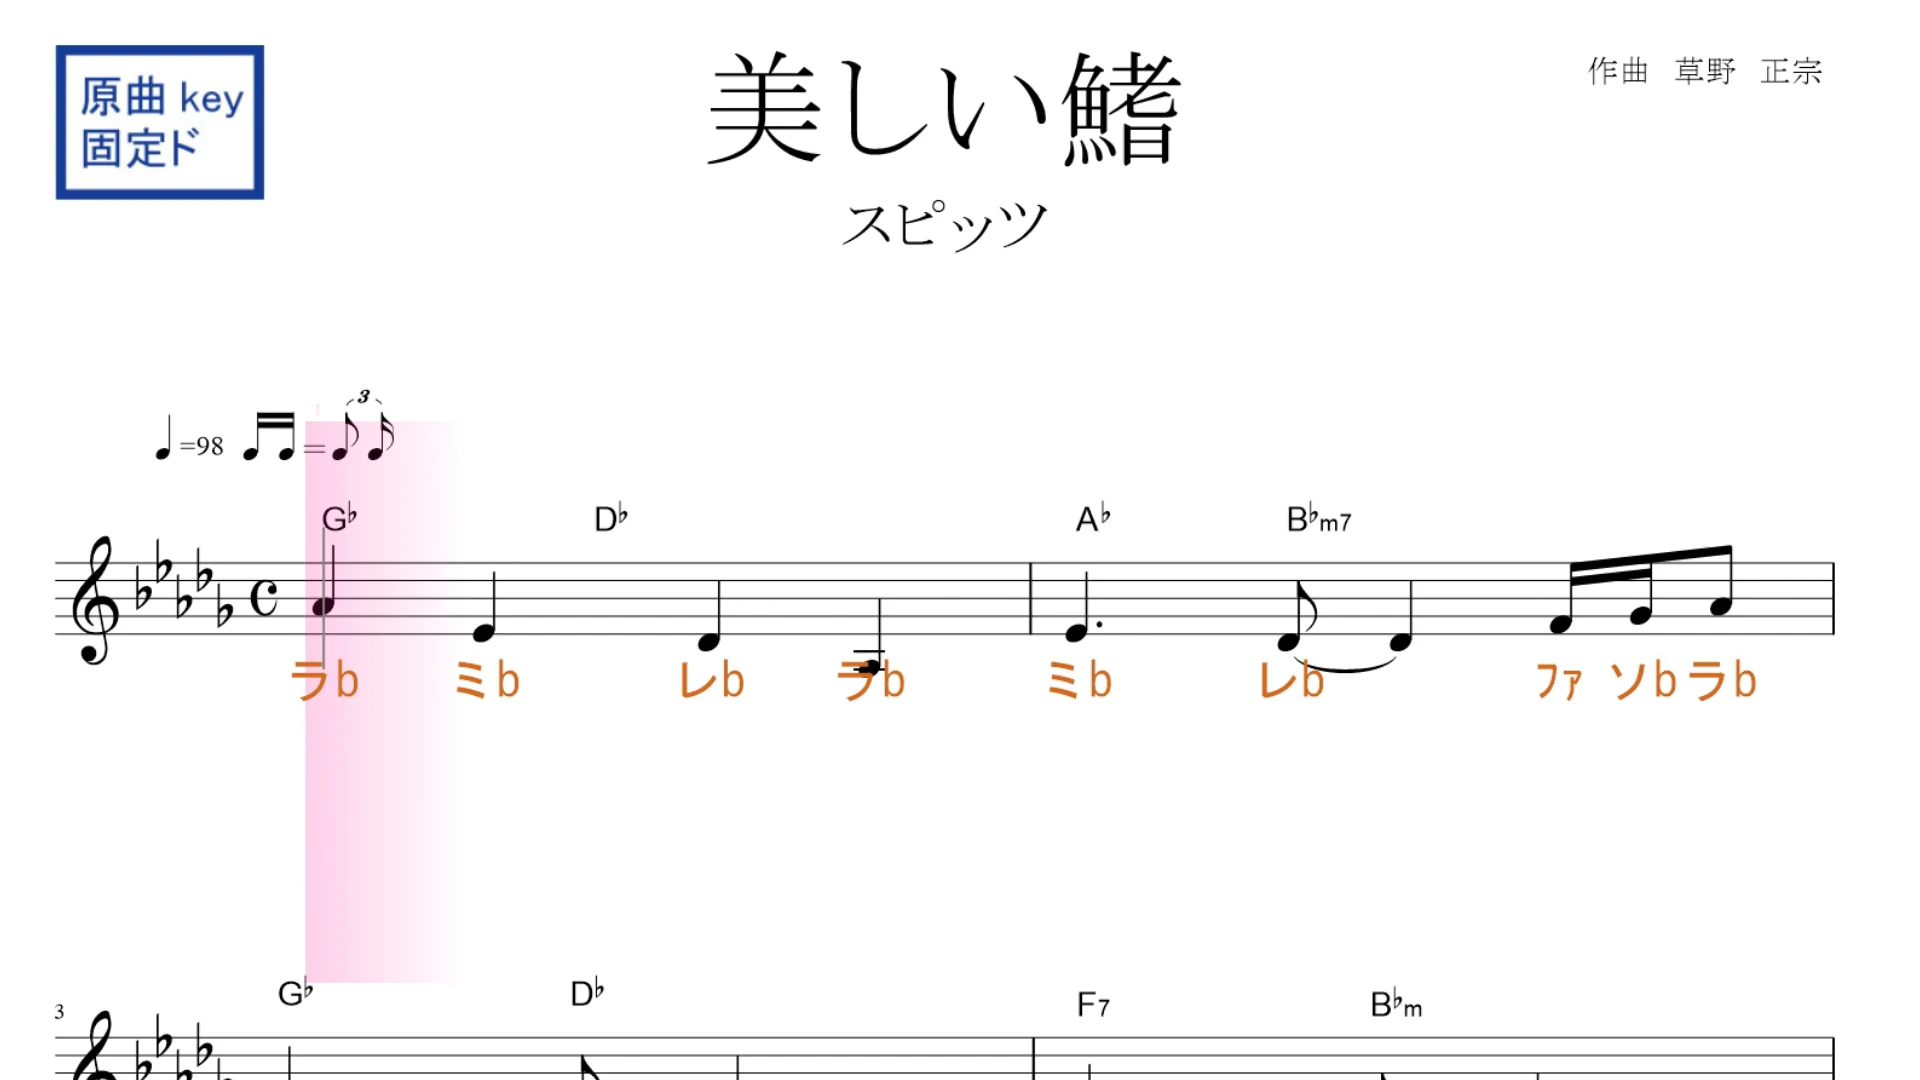 原曲 key
固定ド
美しい鰭
作曲 草野 正宗
スピッツ
=98 = 3
G♭ D♭ A♭ B♭m7
ラb ミb レb ラb ミb レb ファ ソb ラb
G♭ D♭ F7 B♭m
3